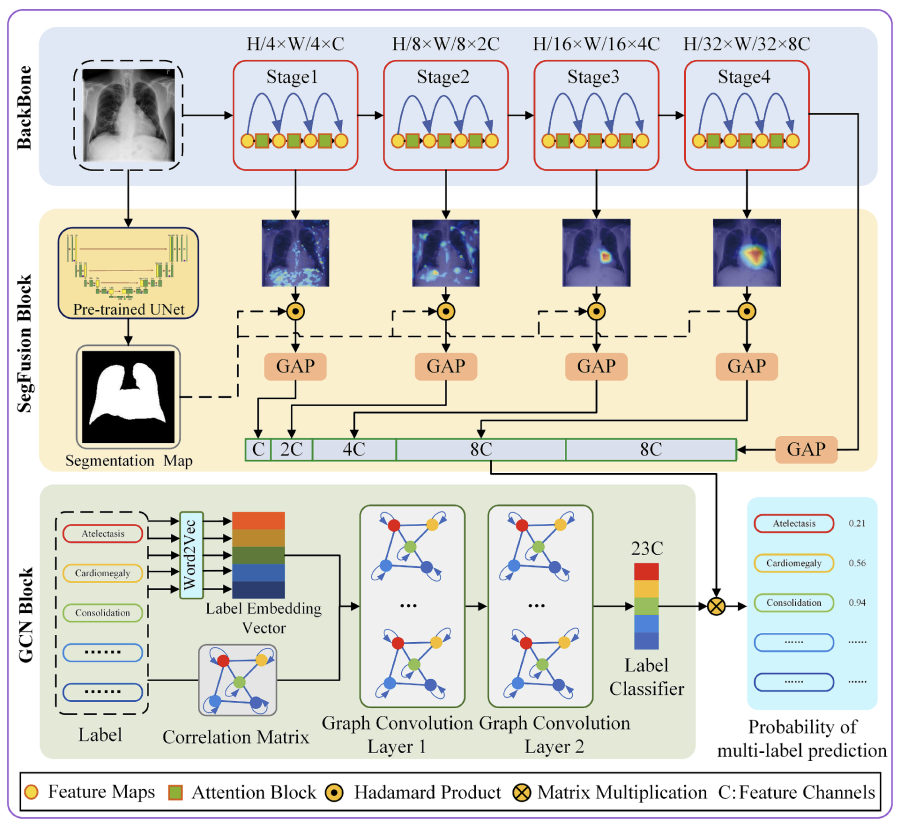 BackBone
H/4×W/4×C
H/8×W/8×2C
H/16×W/16×4C
H/32×W/32×8C
Stage1
Stage2
Stage3
Stage4
SegFusion Block
Pre-trained UNet
Segmentation Map
GAP
GAP
GAP
GAP
C
2C
4C
8C
8C
GAP
GCN Block
Atelectasis
Cardiomegaly
Consolidation
......
......
Label
Word2Vec
Label Embedding
Vector
Correlation Matrix
...
Graph Convolution
Layer 1
...
Graph Convolution
Layer 2
23C
Label
Classifier
Atelectasis 0.21
Cardiomegaly 0.56
Consolidation 0.94
...... ......
...... ......
Probability of
multi-label prediction
Feature Maps
Attention Block
Hadamard Product
Matrix Multiplication
C: Feature Channels